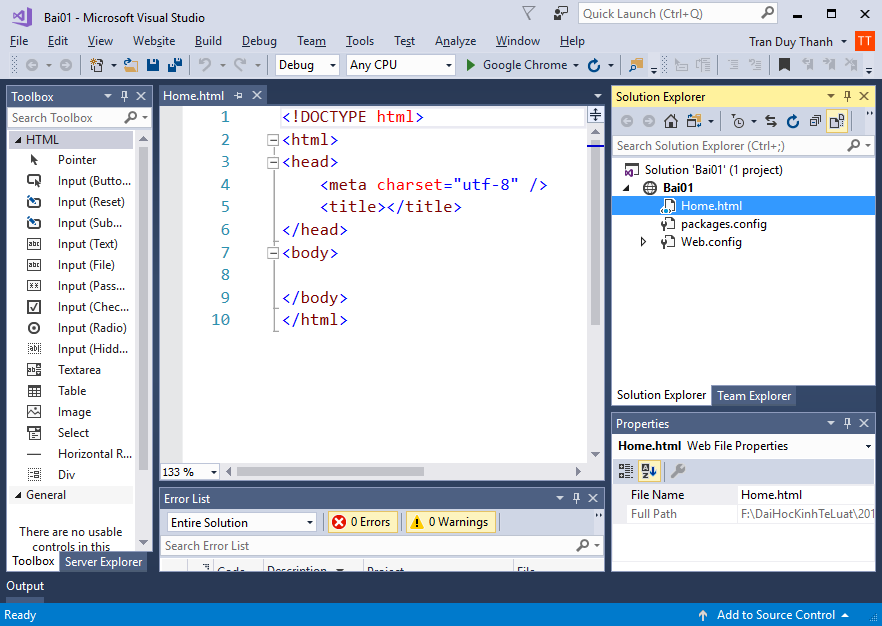 Bai01 - Microsoft Visual Studio
Quick Launch (Ctrl+Q)
File Edit View Website Build Debug Team Tools Test Analyze Window Help
Tran Duy Thanh TT
Debug Any CPU Google Chrome
Toolbox
Search Toolbox
HTML
Pointer
Input (Butto...
Input (Reset)
Input (Sub...
Input (Text)
Input (File)
Input (Pass...
Input (Chec...
Input (Radio)
Input (Hidd...
Textarea
Table
Image
Select
Horizontal R...
Div
General
There are no usable
controls in this
Toolbox Server Explorer
Home.html
1 <!DOCTYPE html>
2 <html>
3 <head>
4 <meta charset="utf-8" />
5 <title></title>
6 </head>
7 <body>
8
9 </body>
10 </html>
133 %
Error List
Entire Solution 0 Errors 0 Warnings
Search Error List
Code Description Project File
Solution Explorer
Search Solution Explorer (Ctrl+;)
Solution 'Bai01' (1 project)
Bai01
Home.html
packages.config
Web.config
Solution Explorer Team Explorer
Properties
Home.html Web File Properties
File Name Home.html
Full Path F:\DaiHocKinhTeLuat\201
Output
Ready
Add to Source Control